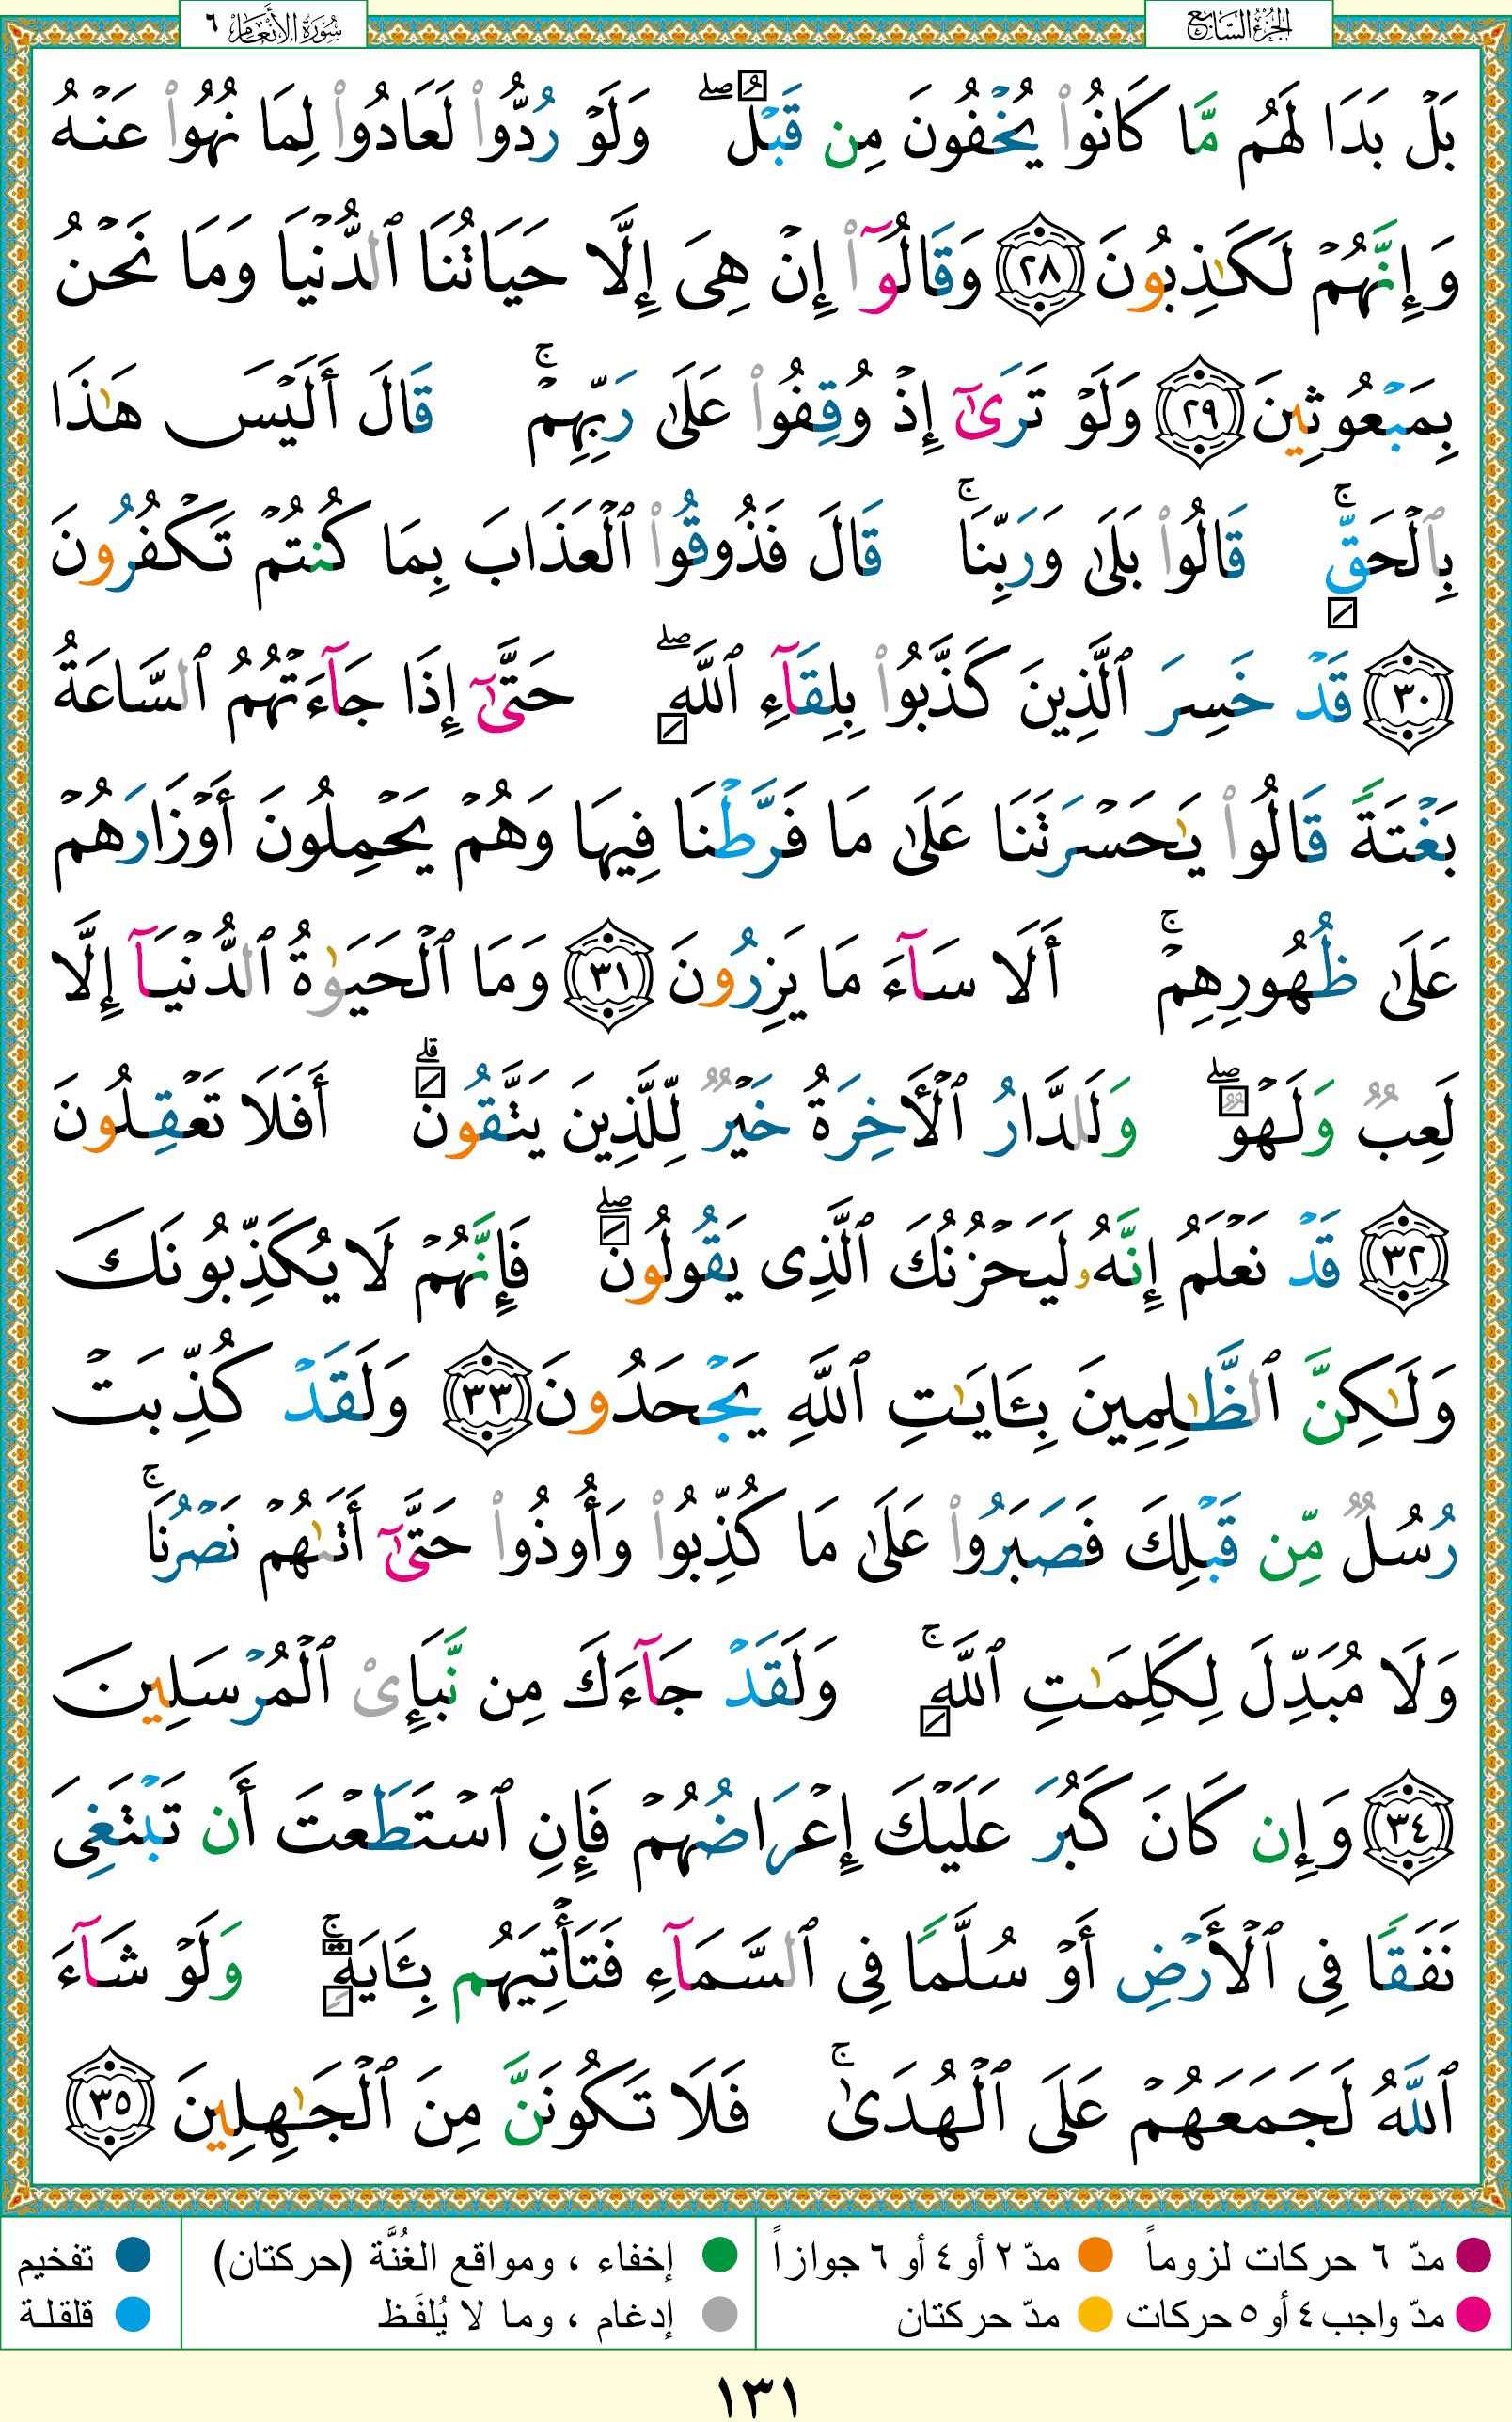 الجزء السابع
سورة الأنعام ٦
بَلْ بَدَا لَهُم مَّا كَانُوا۟ يُخْفُونَ مِن قَبْلُ ۖ وَلَوْ رُدُّوا۟ لَعَادُوا۟ لِمَا نُهُوا۟ عَنْهُ
وَإِنَّهُمْ لَكَـٰذِبُونَ ٢٨ وَقَالُوٓا۟ إِنْ هِىَ إِلَّا حَيَاتُنَا ٱلدُّنْيَا وَمَا نَحْنُ
بِمَبْعُوثِينَ ٢٩ وَلَوْ تَرَىٰٓ إِذْ وُقِفُوا۟ عَلَىٰ رَبِّهِمْ ۚ قَالَ أَلَيْسَ هَـٰذَا
بِٱلْحَقِّ ۚ قَالُوا۟ بَلَىٰ وَرَبِّنَا ۚ قَالَ فَذُوقُوا۟ ٱلْعَذَابَ بِمَا كُنتُمْ تَكْفُرُونَ
٣٠ قَدْ خَسِرَ ٱلَّذِينَ كَذَّبُوا۟ بِلِقَآءِ ٱللَّهِ ۖ حَتَّىٰٓ إِذَا جَآءَتْهُمُ ٱلسَّاعَةُ
بَغْتَةً قَالُوا۟ يَـٰحَسْرَتَنَا عَلَىٰ مَا فَرَّطْنَا فِيهَا وَهُمْ يَحْمِلُونَ أَوْزَارَهُمْ
عَلَىٰ ظُهُورِهِمْ ۚ أَلَا سَآءَ مَا يَزِرُونَ ٣١ وَمَا ٱلْحَيَوٰةُ ٱلدُّنْيَآ إِلَّا
لَعِبٌ وَلَهْوٌ ۖ وَلَلدَّارُ ٱلْـَٔاخِرَةُ خَيْرٌ لِّلَّذِينَ يَتَّقُونَ ۗ أَفَلَا تَعْقِلُونَ
٣٢ قَدْ نَعْلَمُ إِنَّهُۥ لَيَحْزُنُكَ ٱلَّذِى يَقُولُونَ ۖ فَإِنَّهُمْ لَا يُكَذِّبُونَكَ
وَلَـٰكِنَّ ٱلظَّـٰلِمِينَ بِـَٔايَـٰتِ ٱللَّهِ يَجْحَدُونَ ٣٣ وَلَقَدْ كُذِّبَتْ
رُسُلٌ مِّن قَبْلِكَ فَصَبَرُوا۟ عَلَىٰ مَا كُذِّبُوا۟ وَأُوذُوا۟ حَتَّىٰٓ أَتَىٰهُمْ نَصْرُنَا ۚ
وَلَا مُبَدِّلَ لِكَلِمَـٰتِ ٱللَّهِ ۚ وَلَقَدْ جَآءَكَ مِن نَّبَإِى۟ ٱلْمُرْسَلِينَ
٣٤ وَإِن كَانَ كَبُرَ عَلَيْكَ إِعْرَاضُهُمْ فَإِنِ ٱسْتَطَعْتَ أَن تَبْتَغِىَ
نَفَقًا فِى ٱلْأَرْضِ أَوْ سُلَّمًا فِى ٱلسَّمَآءِ فَتَأْتِيَهُم بِـَٔايَةٍ ۚ وَلَوْ شَآءَ
ٱللَّهُ لَجَمَعَهُمْ عَلَى ٱلْهُدَىٰ ۚ فَلَا تَكُونَنَّ مِنَ ٱلْجَـٰهِلِينَ ٣٥
مدّ ٦ حركات لزوماً مدّ ٢ أو ٤ أو ٦ جوازاً إخفاء ، ومواقع الغُنَّة (حركتان) تفخيم
مدّ واجب ٤ أو ٥ حركات مدّ حركتان إدغام ، وما لا يُلفَظ قلقلة
١٣١